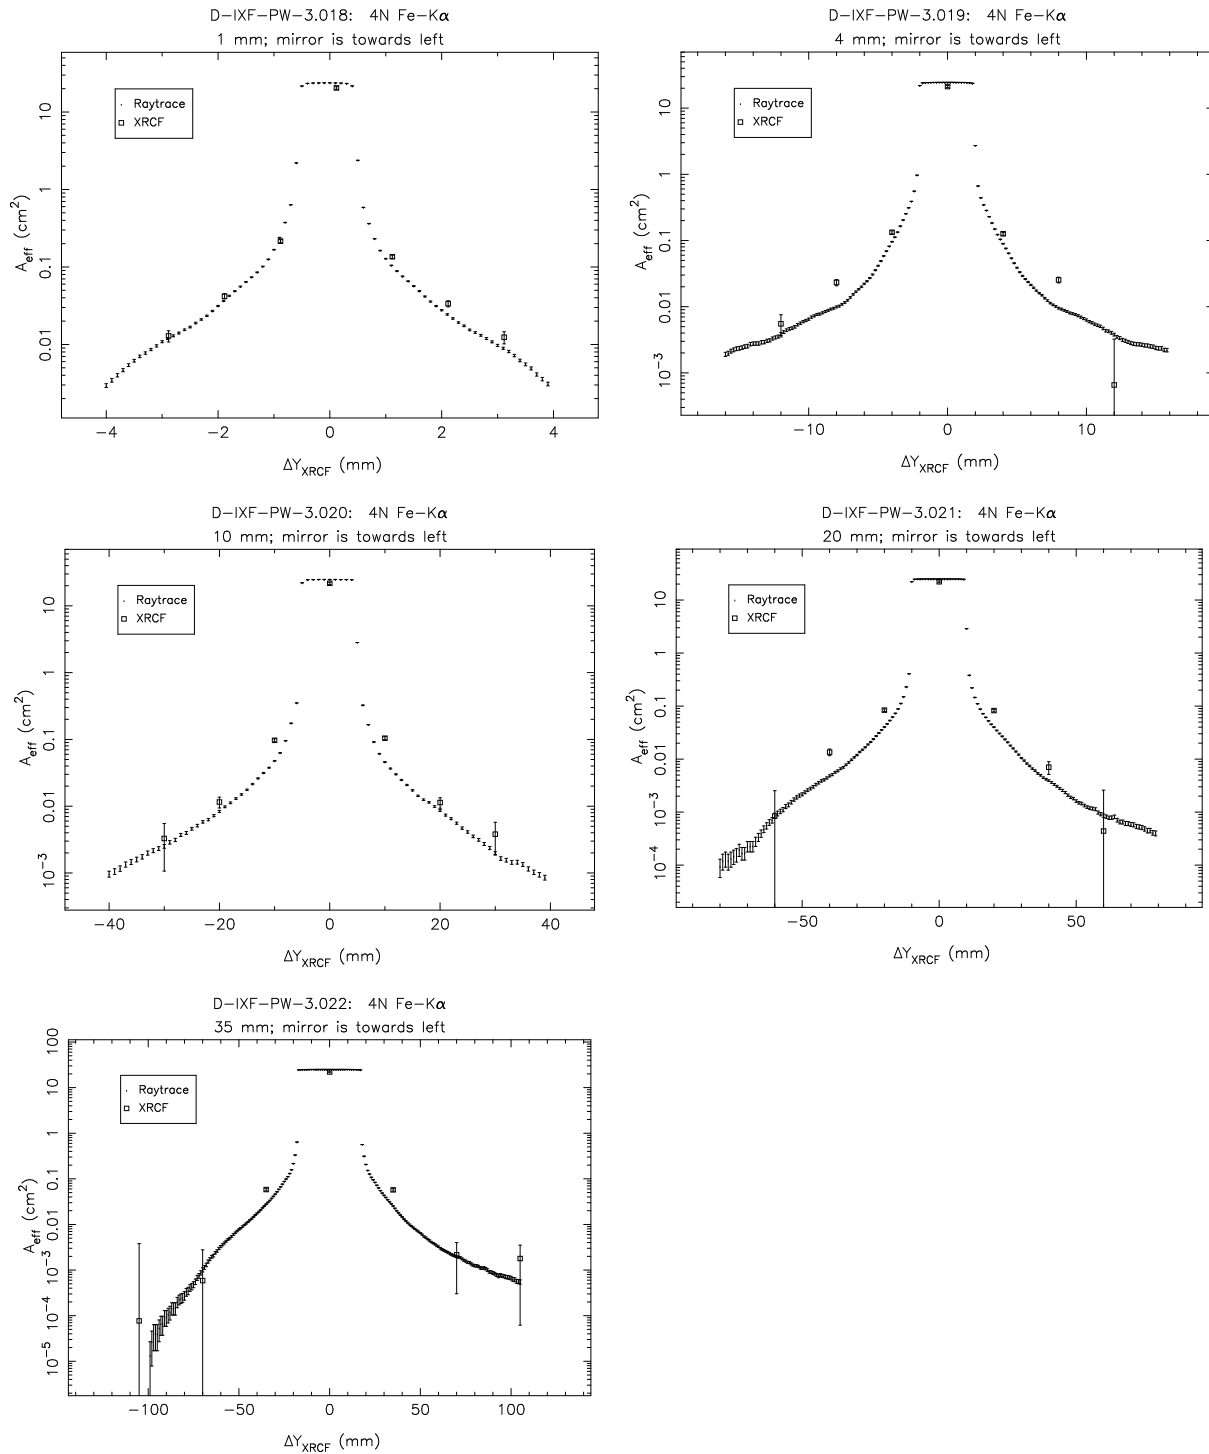 D-IXF-PW-3.018: 4N Fe-Kα
1 mm; mirror is towards left
Raytrace
XRCF
A_eff (cm²)
10
1
0.1
0.01
−4 −2 0 2 4
ΔY_XRCF (mm)
D-IXF-PW-3.019: 4N Fe-Kα
4 mm; mirror is towards left
Raytrace
XRCF
A_eff (cm²)
10
1
0.1
0.01
10⁻³
−10 0 10
ΔY_XRCF (mm)
D-IXF-PW-3.020: 4N Fe-Kα
10 mm; mirror is towards left
Raytrace
XRCF
A_eff (cm²)
10
1
0.1
0.01
10⁻³
−40 −20 0 20 40
ΔY_XRCF (mm)
D-IXF-PW-3.021: 4N Fe-Kα
20 mm; mirror is towards left
Raytrace
XRCF
A_eff (cm²)
10
1
0.1
0.01
10⁻³
10⁻⁴
−50 0 50
ΔY_XRCF (mm)
D-IXF-PW-3.022: 4N Fe-Kα
35 mm; mirror is towards left
Raytrace
XRCF
A_eff (cm²)
100
10
1
0.1
0.01
10⁻³
10⁻⁴
10⁻⁵
−100 −50 0 50 100
ΔY_XRCF (mm)